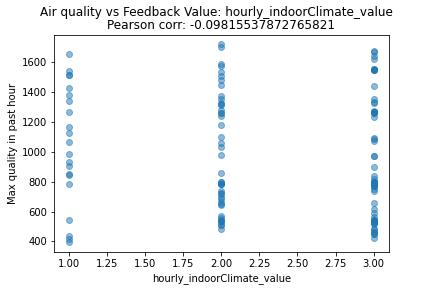 Air quality vs Feedback Value: hourly_indoorClimate_value
Pearson corr: -0.09815537872765821
Max quality in past hour
1600
1400
1200
1000
800
600
400
1.00 1.25 1.50 1.75 2.00 2.25 2.50 2.75 3.00
hourly_indoorClimate_value